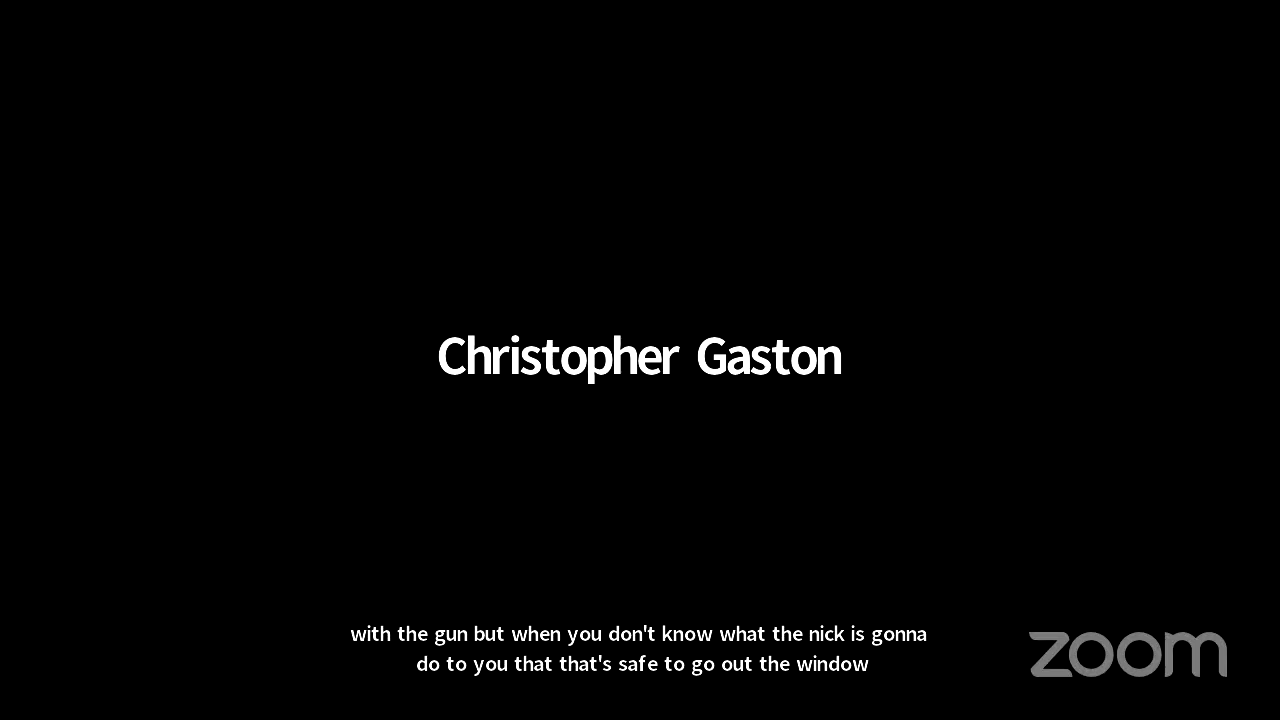 Christopher Gaston
with the gun but when you don't know what the nick is gonna
do to you that that's safe to go out the window
zoom